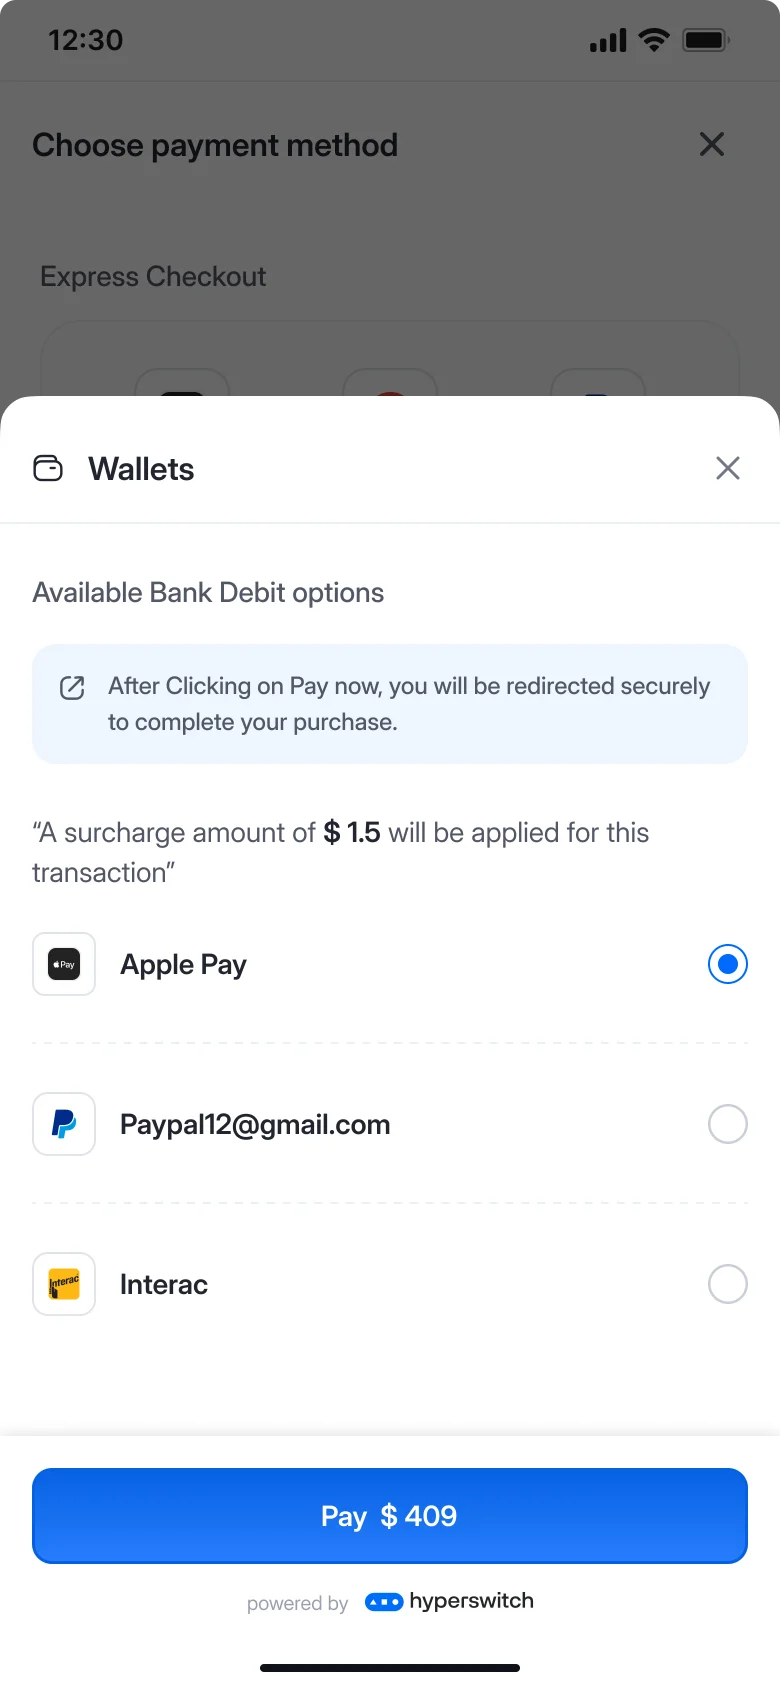 12:30
Choose payment method
Express Checkout
Wallets
Available Bank Debit options
After Clicking on Pay now, you will be redirected securely
to complete your purchase.
“A surcharge amount of $ 1.5 will be applied for this
transaction”
Pay
Apple Pay
Paypal12@gmail.com
Interac
Interac
Pay $ 409
powered by hyperswitch